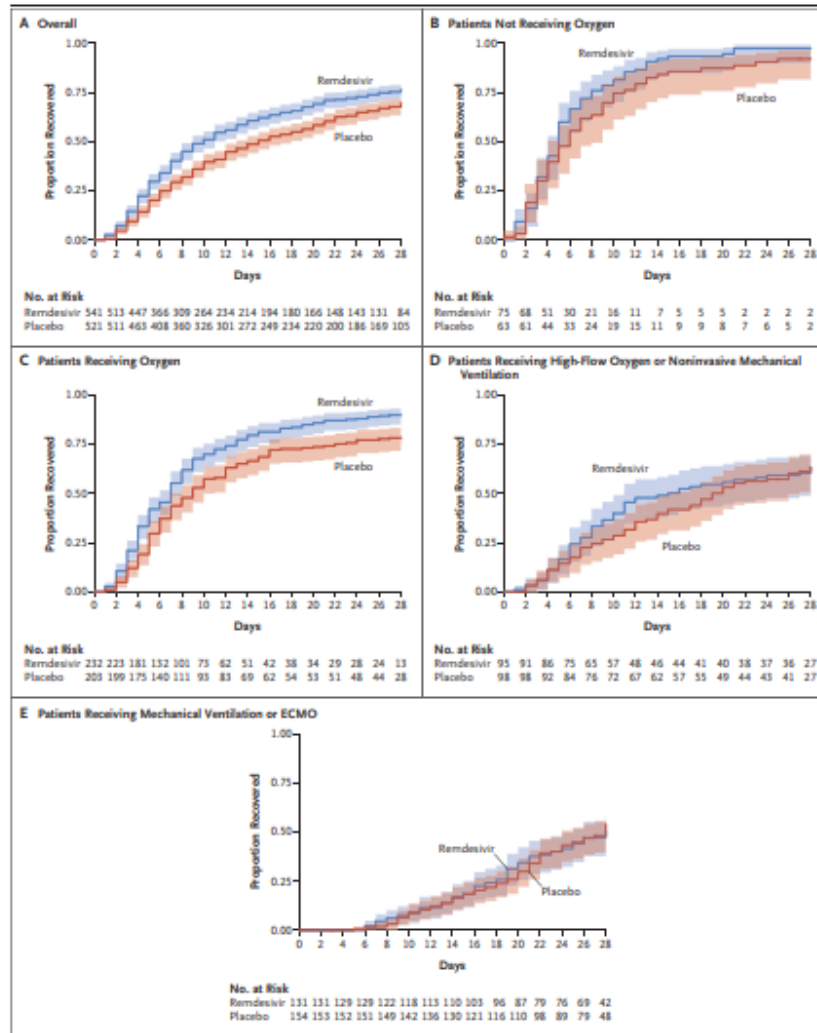 A Overall
1.00
0.75
0.50
0.25
0.00
Proportion Recovered
Remdesivir
Placebo
0 2 4 6 8 10 12 14 16 18 20 22 24 26 28
Days
No. at Risk
Remdesivir 541 513 447 366 309 264 234 214 194 180 166 148 143 131 84
Placebo 521 511 463 408 360 326 301 272 249 234 220 200 186 169 105
B Patients Not Receiving Oxygen
1.00
0.75
0.50
0.25
0.00
Proportion Recovered
Remdesivir
Placebo
0 2 4 6 8 10 12 14 16 18 20 22 24 26 28
Days
No. at Risk
Remdesivir 75 68 51 30 21 16 11 7 5 5 5 2 2 2 2
Placebo 63 61 44 33 24 19 15 11 9 9 8 7 6 5 2
C Patients Receiving Oxygen
1.00
0.75
0.50
0.25
0.00
Proportion Recovered
Remdesivir
Placebo
0 2 4 6 8 10 12 14 16 18 20 22 24 26 28
Days
No. at Risk
Remdesivir 232 223 181 132 101 73 62 51 42 38 34 29 28 24 13
Placebo 203 199 175 140 111 93 83 69 62 54 53 51 48 44 28
D Patients Receiving High-Flow Oxygen or Noninvasive Mechanical
Ventilation
1.00
0.75
0.50
0.25
0.00
Proportion Recovered
Remdesivir
Placebo
0 2 4 6 8 10 12 14 16 18 20 22 24 26 28
Days
No. at Risk
Remdesivir 95 91 86 75 65 57 48 46 44 41 40 38 37 36 27
Placebo 98 98 92 84 76 72 67 62 57 55 49 44 43 41 27
E Patients Receiving Mechanical Ventilation or ECMO
1.00
0.75
0.50
0.25
0.00
Proportion Recovered
Remdesivir
Placebo
0 2 4 6 8 10 12 14 16 18 20 22 24 26 28
Days
No. at Risk
Remdesivir 131 131 129 129 122 118 113 110 103 96 87 79 76 69 42
Placebo 154 153 152 151 149 142 136 130 121 116 110 98 89 79 48